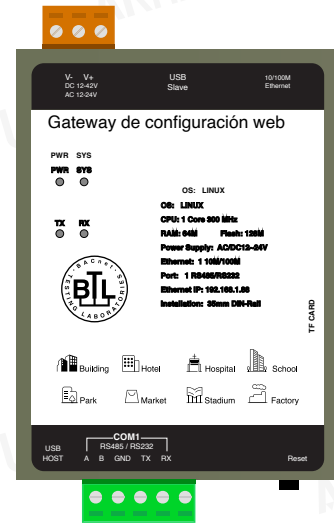 V- V+
DC 12-42V
AC 12-24V
USB
Slave
10/100M
Ethernet
Gateway de configuración web
PWR SYS
PWR SYS
TX RX
OS: LINUX
OS: LINUX
CPU: 1 Core 300 MHz
RAM: 64M Flash: 128M
Power Supply: AC/DC12~24V
Ethernet: 1 10M/100M
Port: 1 RS485/RS232
Ethernet IP: 192.168.1.88
Installation: 35mm DIN-Rail
BACnet TESTING LABORATORIES
BTL
TF CARD
Building Hotel Hospital School
Park Market Stadium Factory
COM1
RS485 / RS232
USB
HOST
A B GND TX RX
Reset